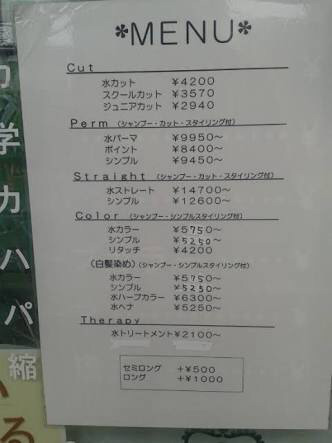 *MENU*
Cut
水カット ¥4200
スクールカット ¥3570
ジュニアカット ¥2940
Perm (シャンプー・カット・スタイリング付)
水パーマ ¥9950〜
ポイント ¥8400〜
シンプル ¥9450〜
Straight (シャンプー・カット・スタイリング付)
水ストレート ¥14700〜
シンプル ¥12600〜
Color (シャンプー・シンプルスタイリング付)
水カラー ¥5750〜
シンプル ¥5250〜
リタッチ ¥4200
(白髪染め)(シャンプー・シンプルスタイリング付)
水カラー ¥5750〜
シンプル ¥5250〜
水ハーブカラー ¥6300〜
水ヘナ ¥5250〜
Therapy
水トリートメント ¥2100〜
セミロング +¥500
ロング +¥1000
力
学
カ
ハ
パ
縮
る